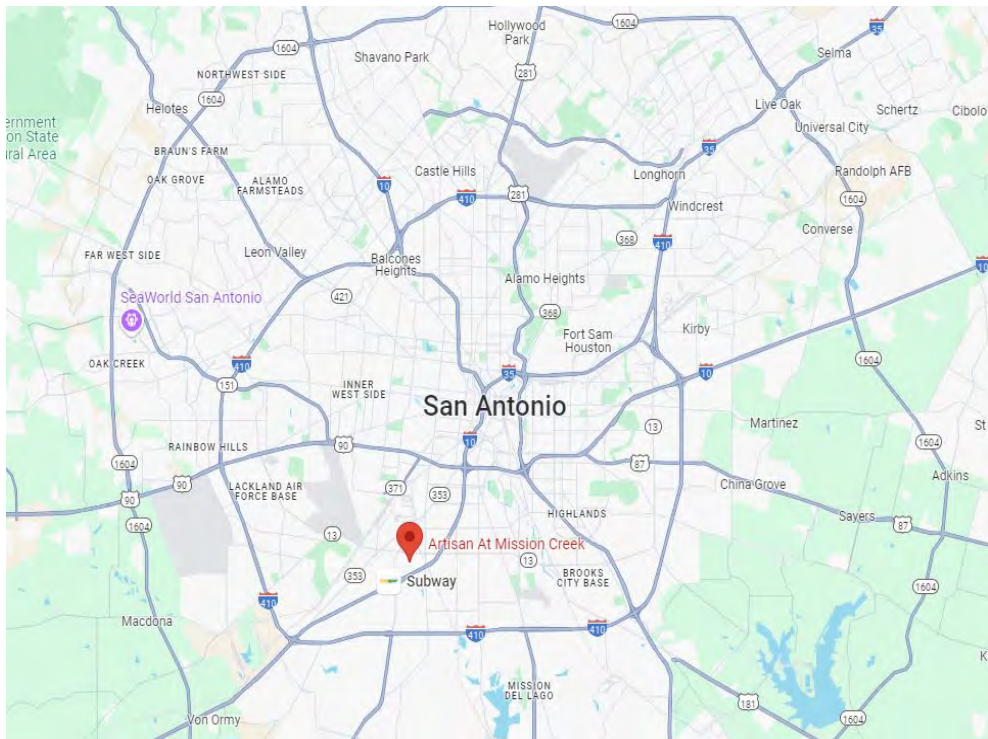 Hollywood
Park
1604
35
Shavano Park
1604
Selma
281
NORTHWEST SIDE
1604
Helotes
Live Oak
Schertz
Cibolo
ernment
on State
ural Area
Universal City
BRAUN'S FARM
35
OAK GROVE
ALAMO
FARMSTEADS
10
Castle Hills
410
281
Longhorn
Randolph AFB
Windcrest
1604
368
410
Converse
FAR WEST SIDE
Leon Valley
Balcones
Heights
10
Alamo Heights
SeaWorld San Antonio
421
368
Fort Sam
Houston
Kirby
OAK CREEK
410
151
35
10
1604
INNER
WEST SIDE
San Antonio
13
Martinez
St
RAINBOW HILLS
90
10
1604
1604
90
90
87
Adkins
LACKLAND AIR
FORCE BASE
371
353
China Grove
1604
HIGHLANDS
Sayers
87
13
Artisan At Mission Creek
353
Subway
13
BROOKS
CITY BASE
410
Macdona
410
410
K
MISSION
DEL LAGO
181
Von Ormy
1604